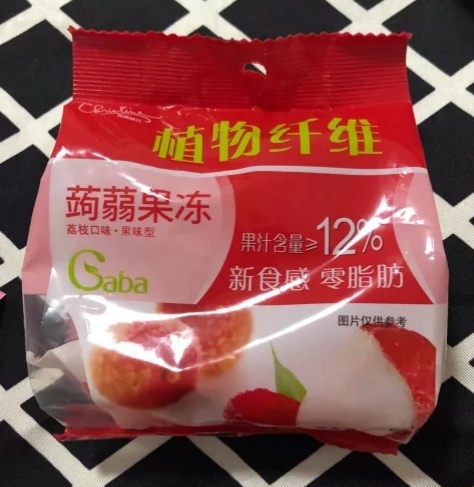 植物纤维
蒟蒻果冻
荔枝口味·果味型
Gaba
果汁含量≥12%
新食感 零脂肪
图片仅供参考